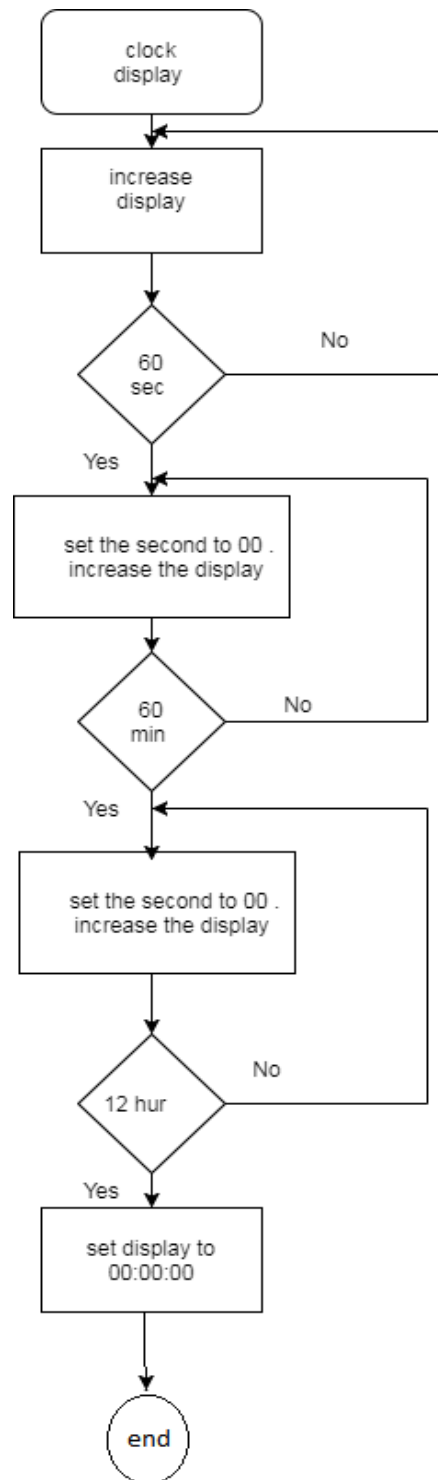 clock
display
increase
display
No
60
sec
Yes
set the second to 00 .
increase the display
60
min
No
Yes
set the second to 00 .
increase the display
No
12 hur
Yes
set display to
00:00:00
end